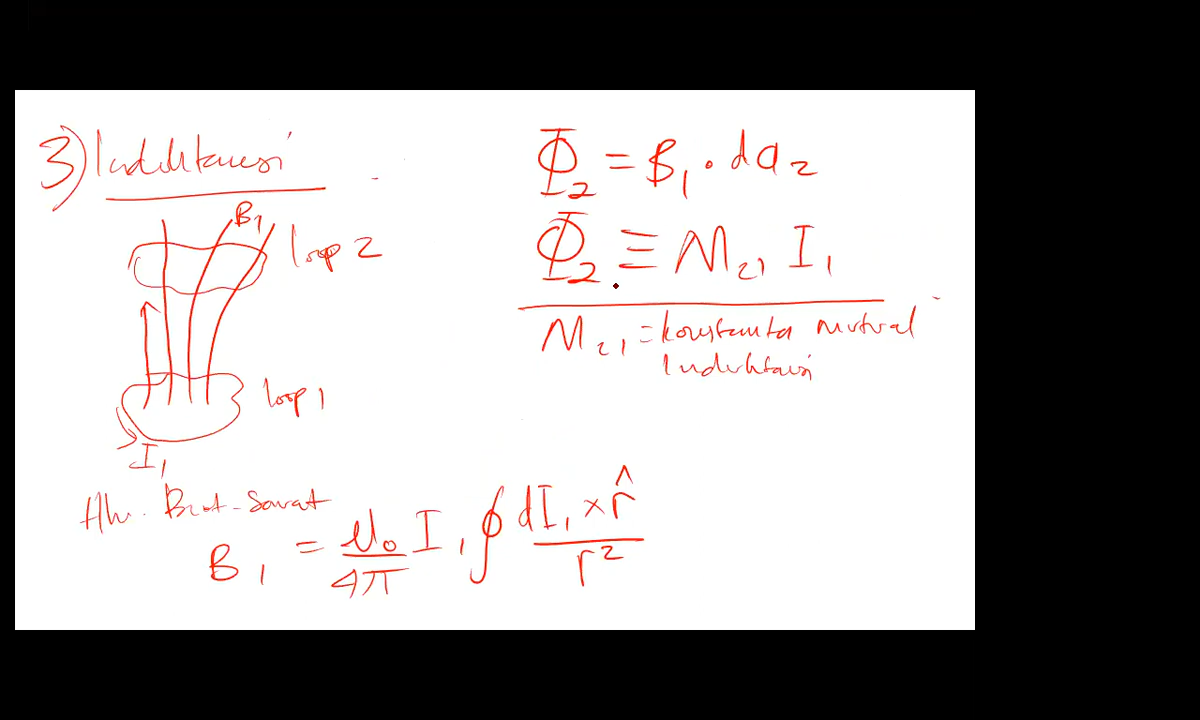 3) Induktansi
B₁
loop 2
loop 1
I₁
Hk. Biot-Savat
B₁ = μ₀/4π I₁ ∮ dI₁ × r̂ / r²
Φ₂ = B₁ • da₂
Φ₂ ≡ M₂₁ I₁
M₂₁ = konstanta mutual
Induktansi